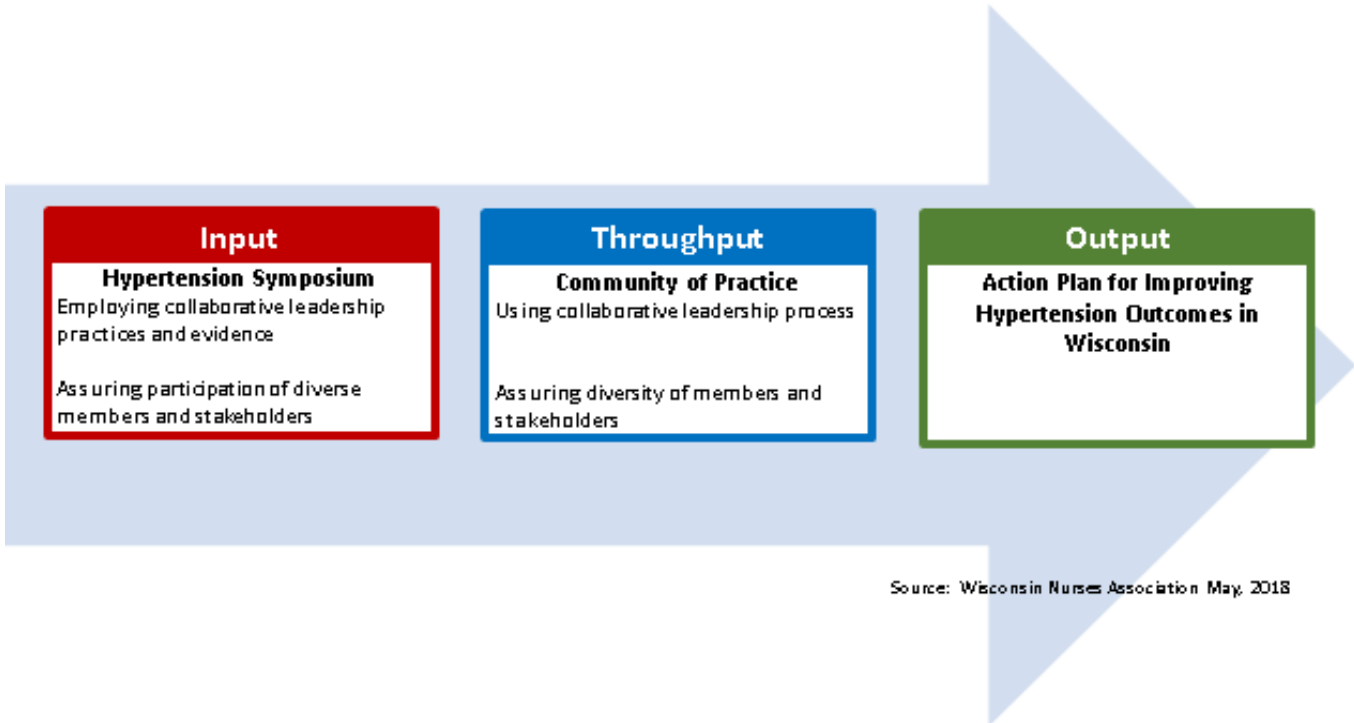 Input
Hypertension Symposium
Employing collaborative leadership
practices and evidence
Assuring participation of diverse
members and stakeholders
Throughput
Community of Practice
Using collaborative leadership process
Assuring diversity of members and
stakeholders
Output
Action Plan for Improving
Hypertension Outcomes in
Wisconsin
Source: Wisconsin Nurses Association May, 2018